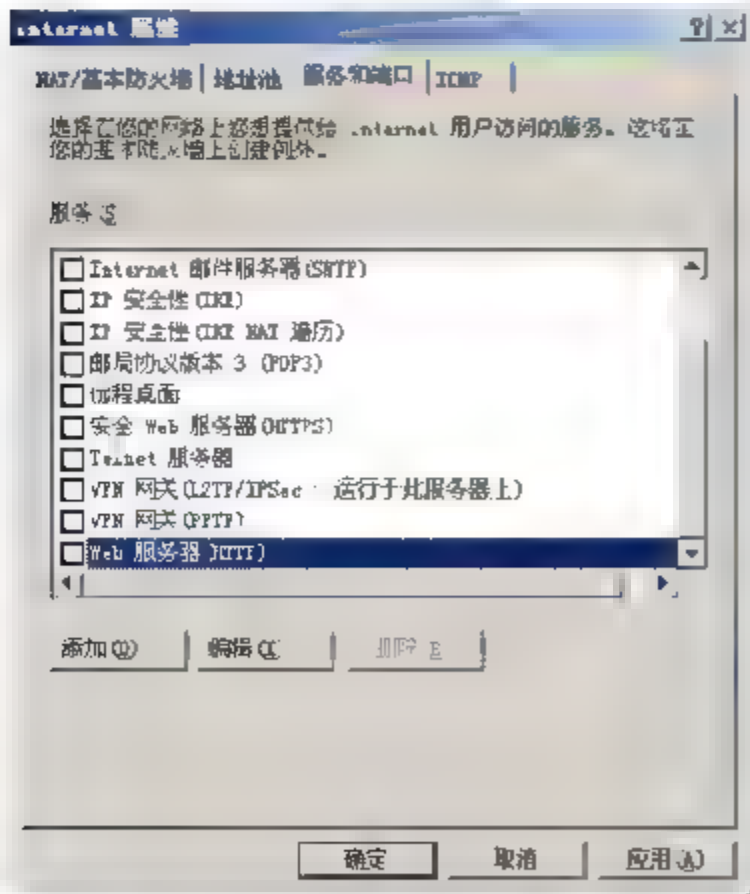 Internet 属性
NAT/基本防火墙 地址池 服务和端口 ICMP
选择在您的网络上您想提供给 Internet 用户访问的服务。这将在
您的基本防火墙上创建例外。
服务(S)
Internet 邮件服务器(SMTP)
IP 安全性(IKE)
IP 安全性(IKE NAT 遍历)
邮局协议版本 3 (POP3)
远程桌面
安全 Web 服务器(HTTPS)
Telnet 服务器
VPN 网关(L2TP/IPSec - 运行于此服务器上)
VPN 网关(PPTP)
Web 服务器(HTTP)
添加(D) 编辑(I) 删除 E
确定 取消 应用(A)